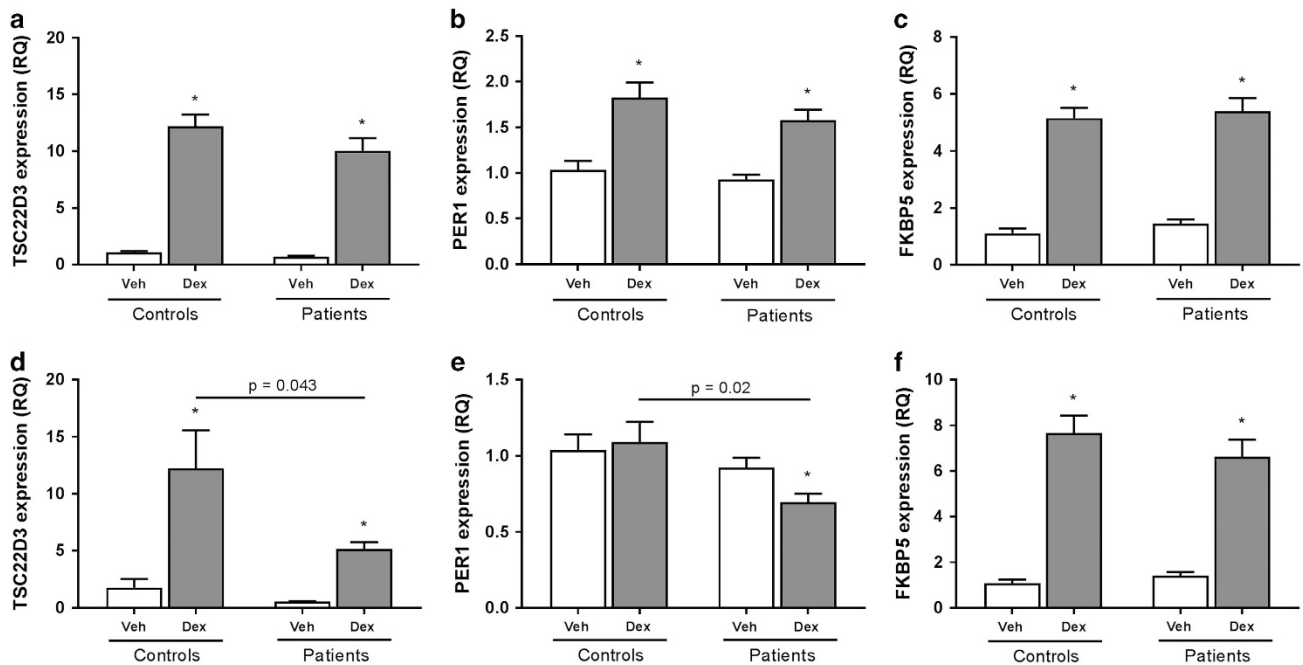 a
TSC22D3 expression (RQ)
20
15
10
5
0
*
*
Veh
Dex
Veh
Dex
Controls
Patients
b
PER1 expression (RQ)
2.5
2.0
1.5
1.0
0.5
0.0
*
*
Veh
Dex
Veh
Dex
Controls
Patients
c
FKBP5 expression (RQ)
8
6
4
2
0
*
*
Veh
Dex
Veh
Dex
Controls
Patients
d
TSC22D3 expression (RQ)
20
15
10
5
0
p = 0.043
*
*
Veh
Dex
Veh
Dex
Controls
Patients
e
PER1 expression (RQ)
1.5
1.0
0.5
0.0
p = 0.02
*
Veh
Dex
Veh
Dex
Controls
Patients
f
FKBP5 expression (RQ)
10
8
6
4
2
0
*
*
Veh
Dex
Veh
Dex
Controls
Patients